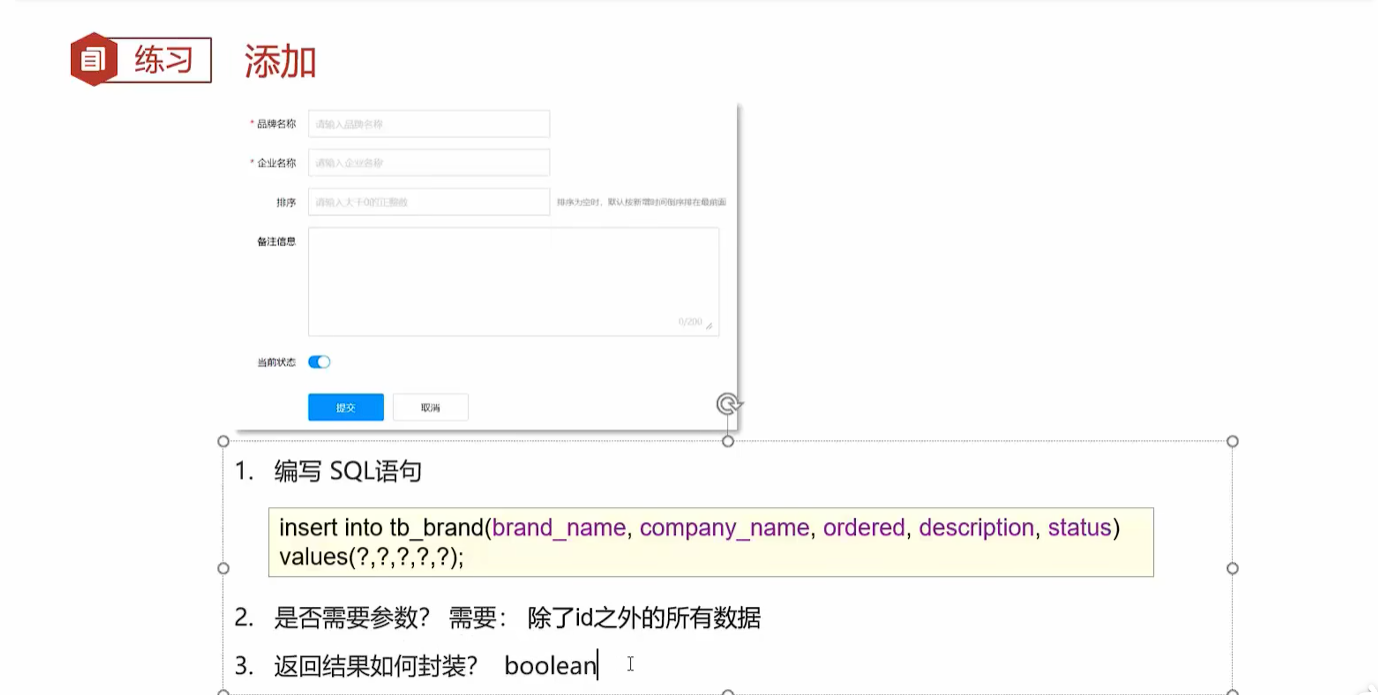 练习 添加
* 品牌名称 请输入品牌名称
* 企业名称 请输入企业名称
排序 请输入大于0的正整数 排序为空时，默认按新增时间倒序排在最前面
备注信息
0/200
当前状态
提交 取消
1. 编写 SQL语句
insert into tb_brand(brand_name, company_name, ordered, description, status)
values(?,?,?,?,?);
2. 是否需要参数？ 需要： 除了id之外的所有数据
3. 返回结果如何封装？ boolean